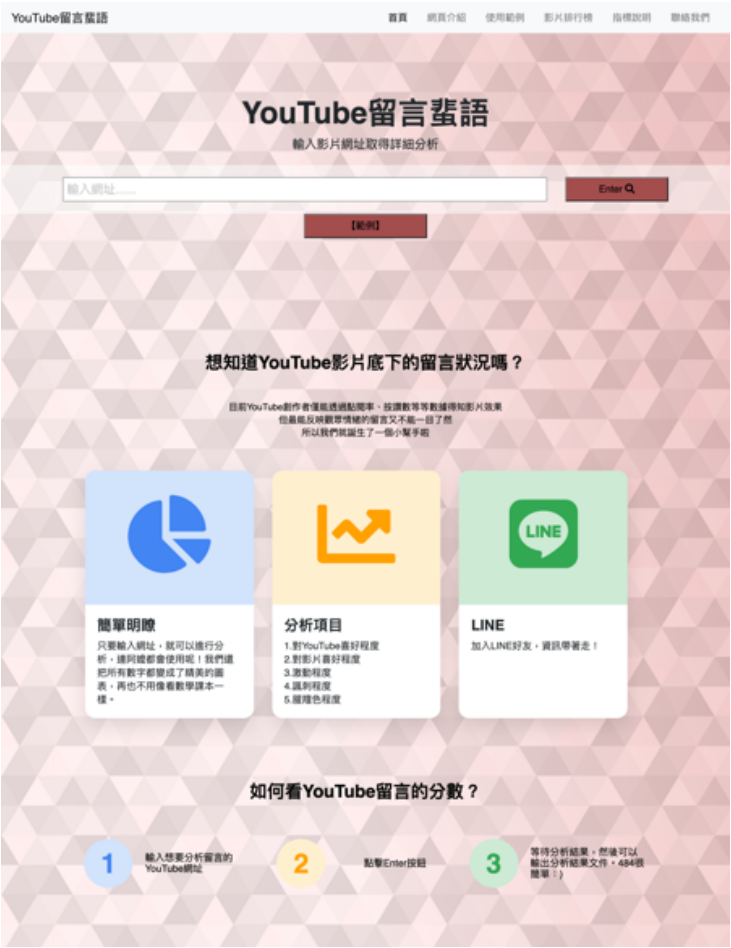 YouTube留言蜚語
首頁 網頁介紹 使用範例 影片排行榜 指標說明 聯絡我們
YouTube留言蜚語
輸入影片網址取得詳細分析
輸入網址......
Enter
【範例】
想知道YouTube影片底下的留言狀況嗎？
目前YouTube創作者僅能透過點閱率、按讚數等等數據得知影片效果
但最能反映觀眾情緒的留言又不能一目了然
所以我們就誕生了一個小幫手啦
LINE
簡單明瞭
只要輸入網址，就可以進行分
析，連阿嬤都會使用呢！我們還
把所有數字都變成了精美的圖
表，再也不用像看數學課本一
樣。
分析項目
1.對YouTube喜好程度
2.對影片喜好程度
3.激動程度
4.諷刺程度
5.腥羶色程度
LINE
加入LINE好友，資訊帶著走！
如何看YouTube留言的分數？
1
輸入想要分析留言的
YouTube網址
2
點擊Enter按鈕
3
等待分析結果，然後可以
輸出分析結果文件，484很
簡單：)